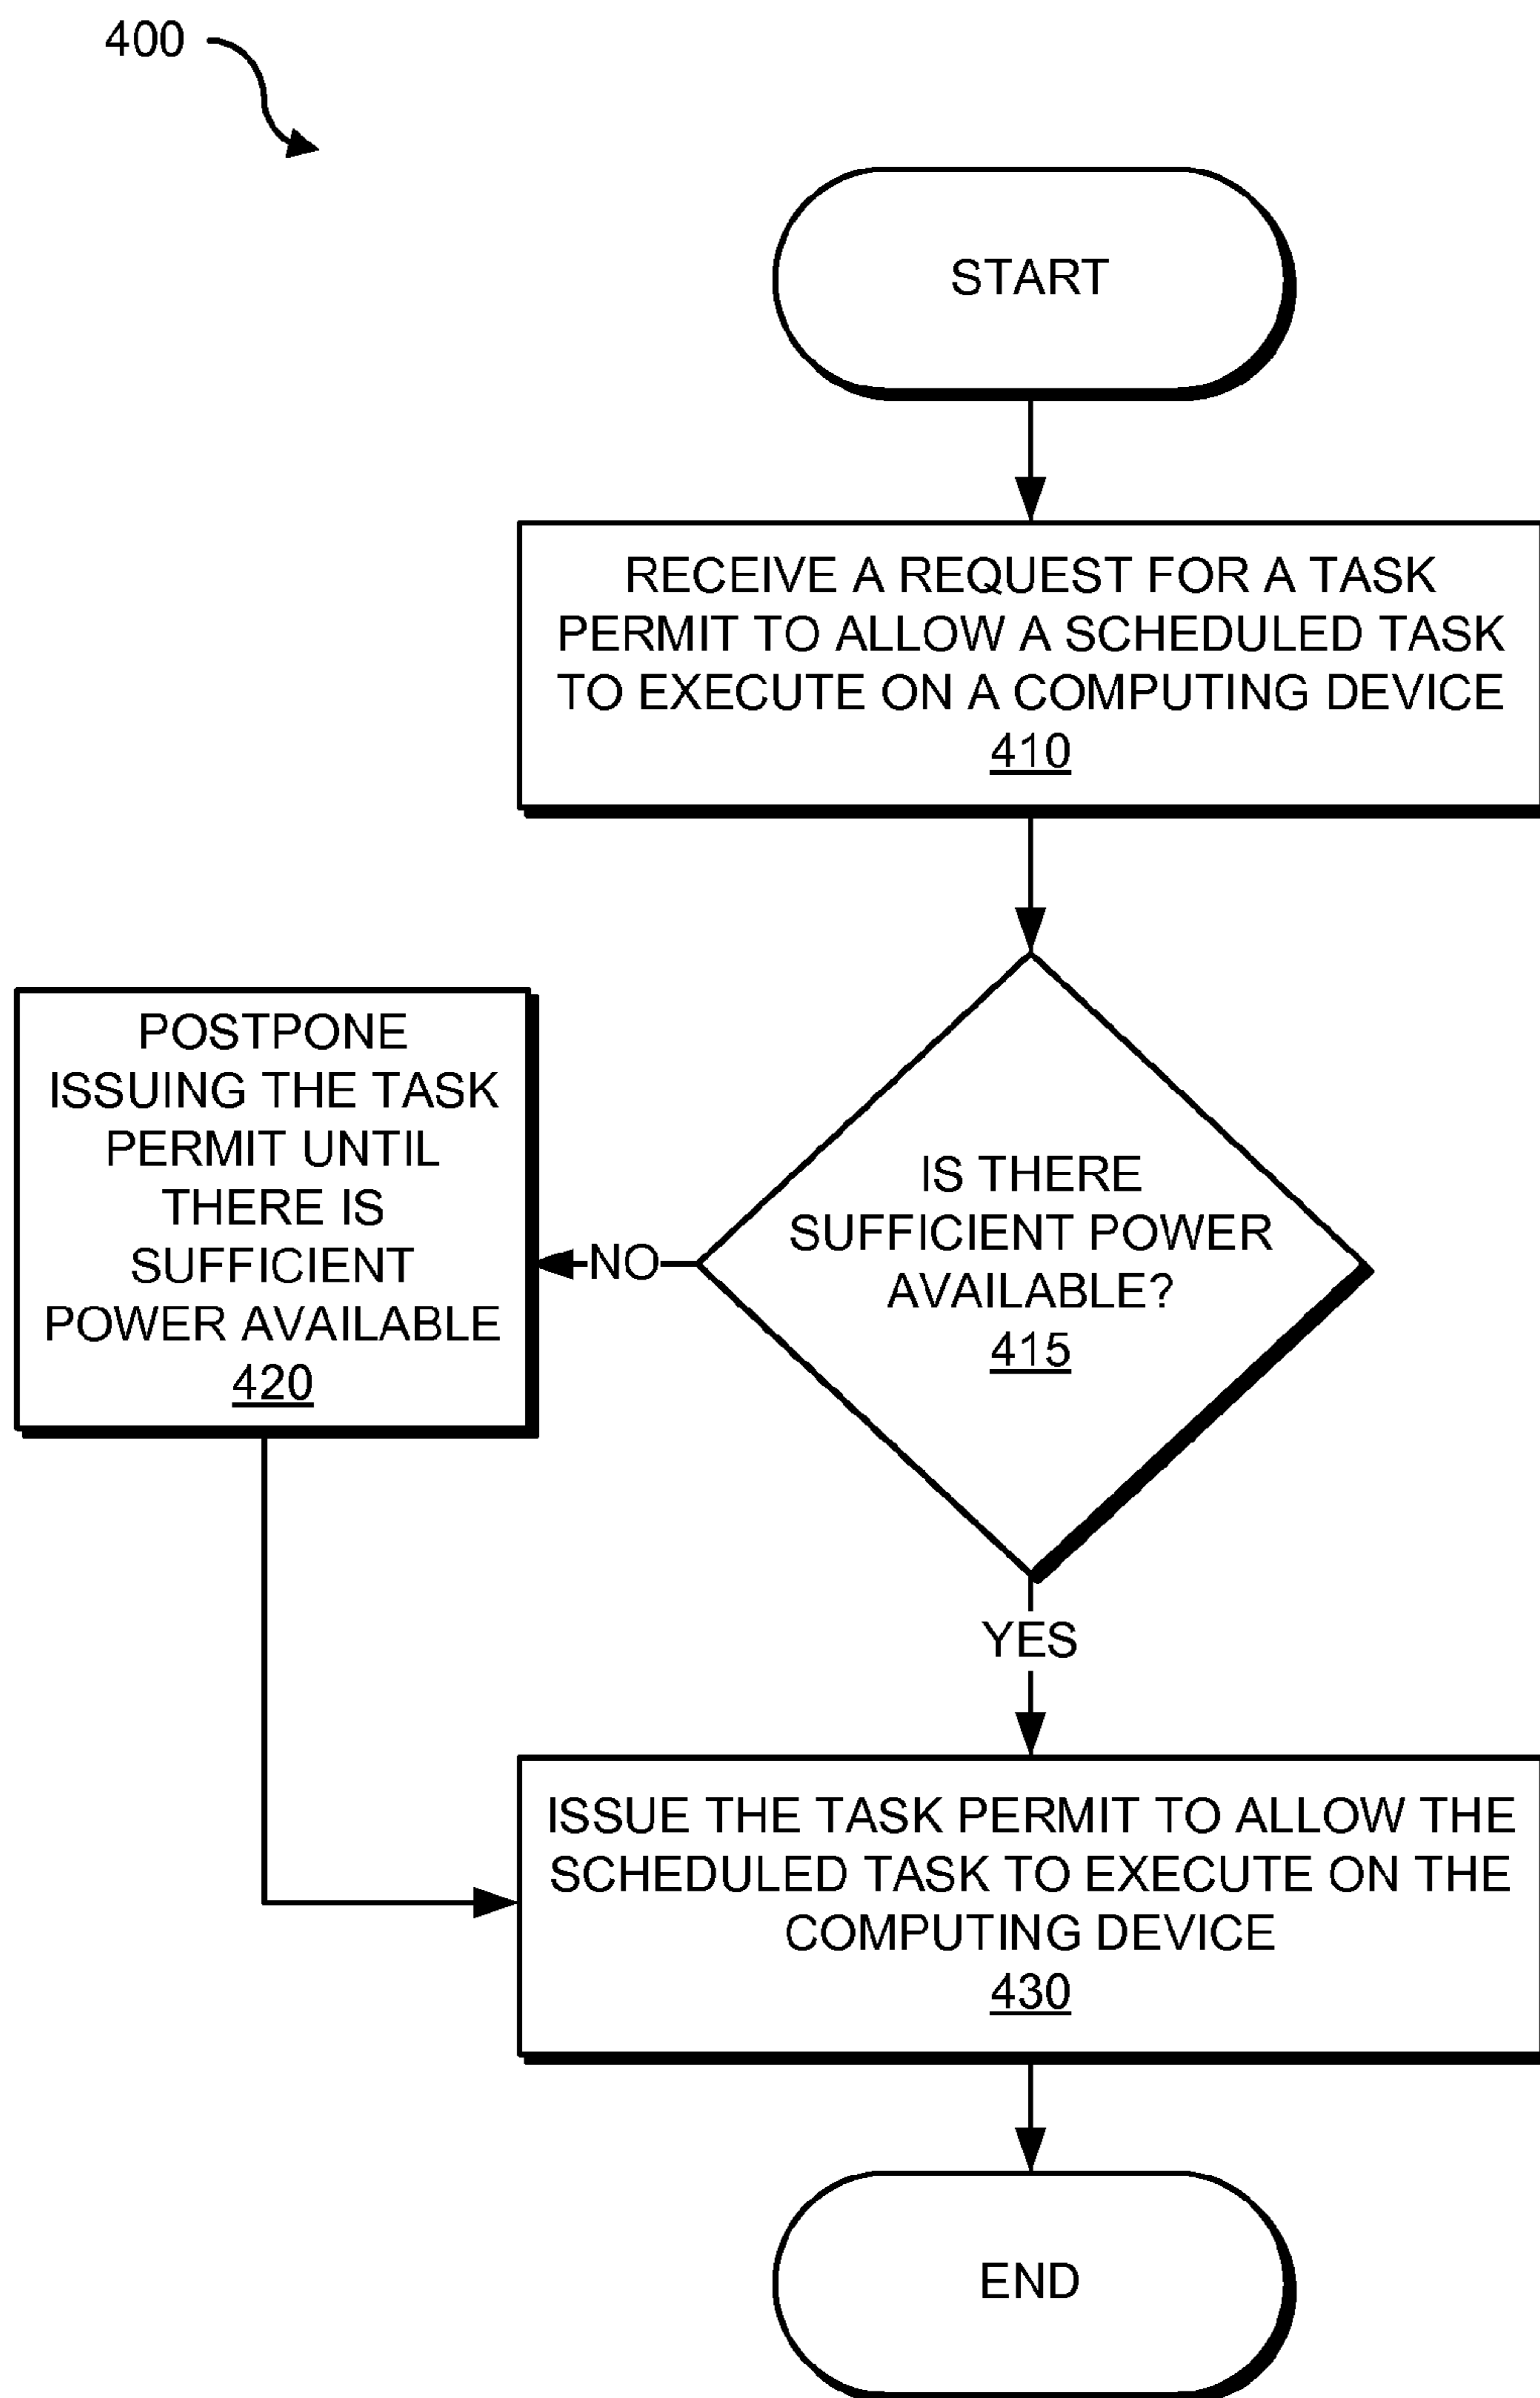 400
START
RECEIVE A REQUEST FOR A TASK
PERMIT TO ALLOW A SCHEDULED TASK
TO EXECUTE ON A COMPUTING DEVICE
410
IS THERE
SUFFICIENT POWER
AVAILABLE?
415
NO
POSTPONE
ISSUING THE TASK
PERMIT UNTIL
THERE IS
SUFFICIENT
POWER AVAILABLE
420
YES
ISSUE THE TASK PERMIT TO ALLOW THE
SCHEDULED TASK TO EXECUTE ON THE
COMPUTING DEVICE
430
END